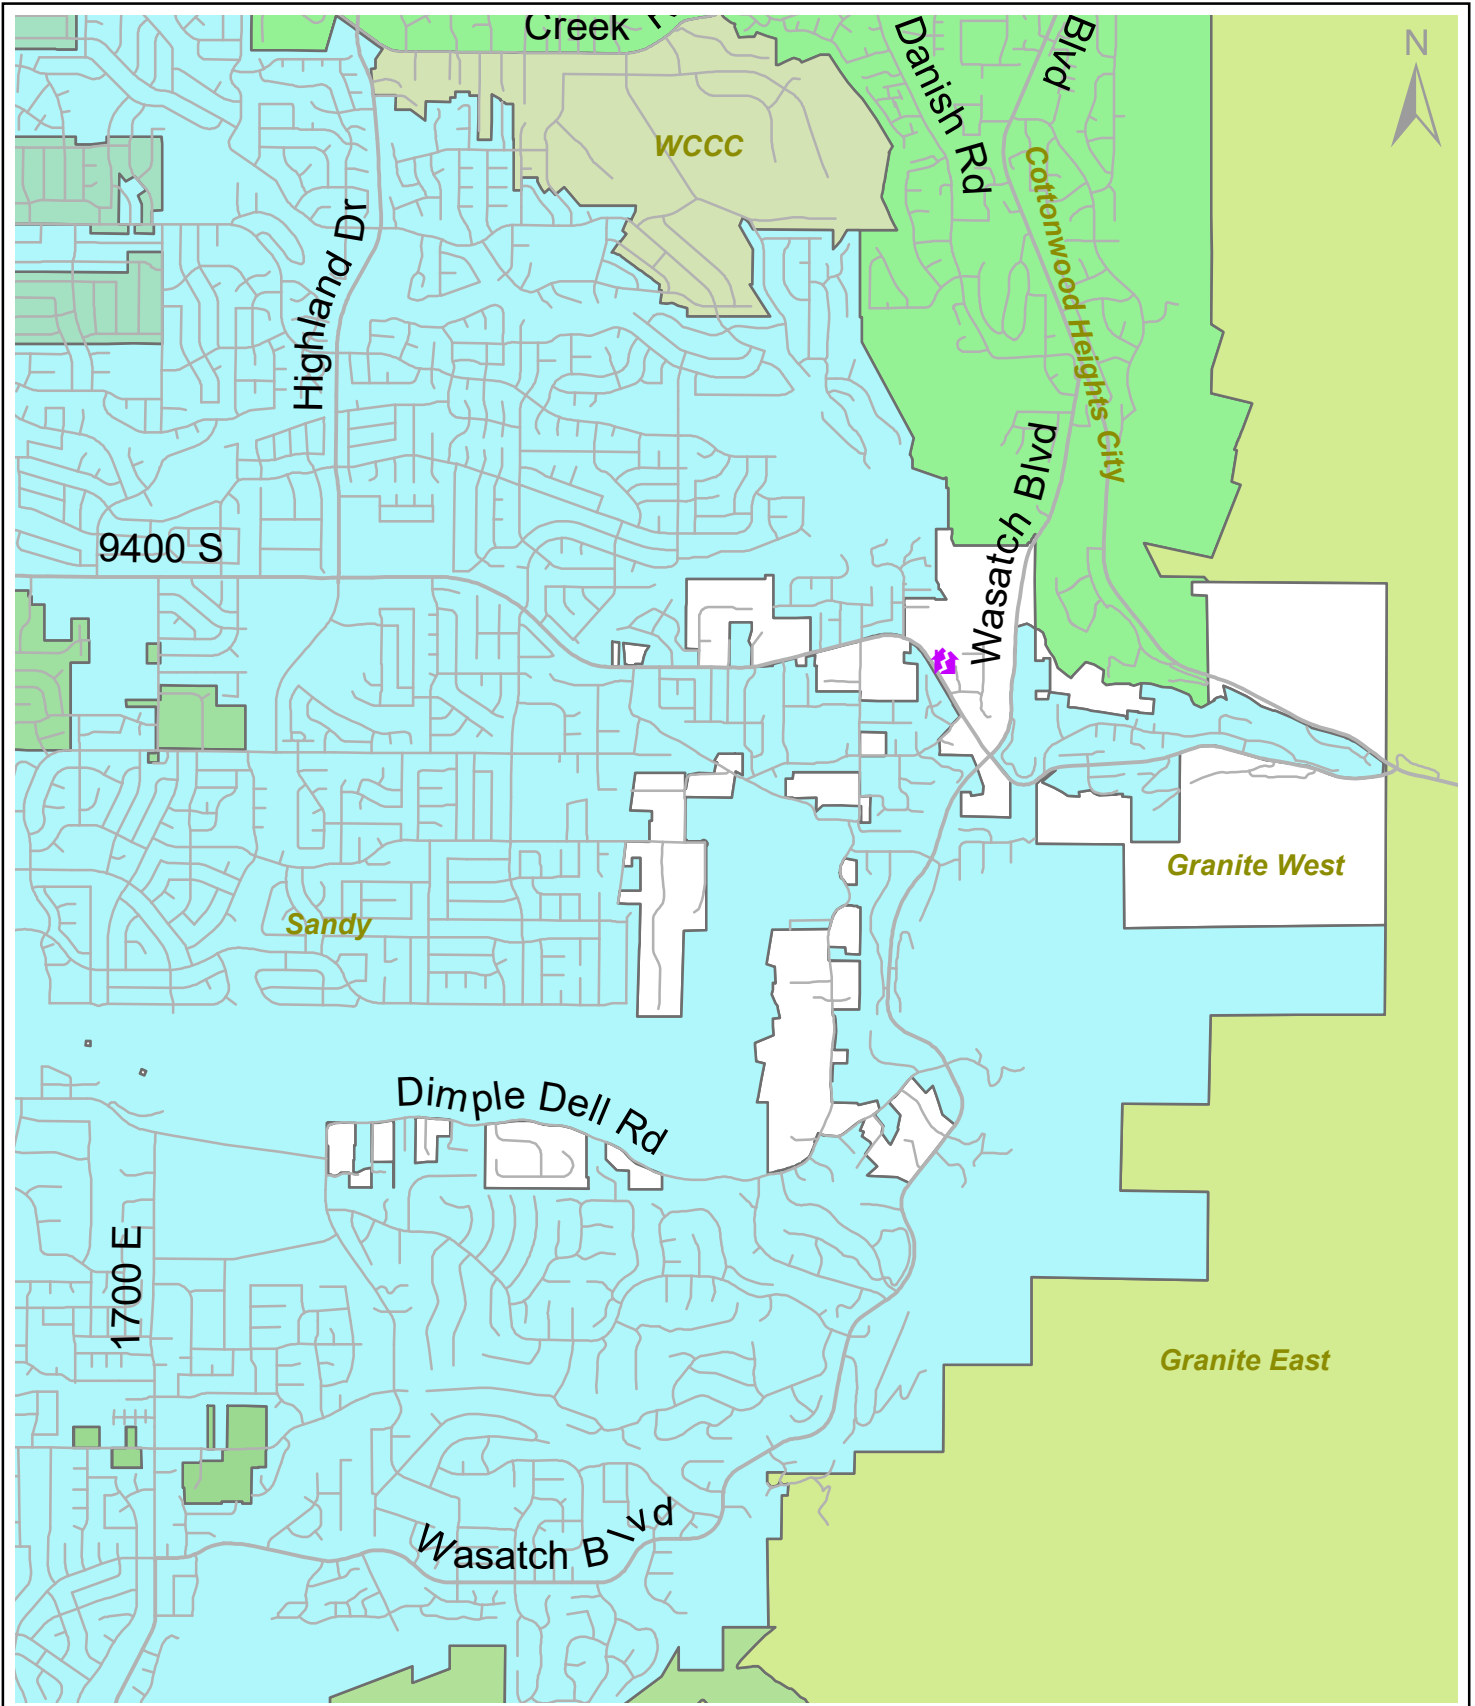 Creek
Danish Rd
Blvd
N
WCCC
Cottonwood Heights City
Highland Dr
Wasatch Blvd
9400 S
Granite West
Sandy
Dimple Dell Rd
1700 E
Granite East
Wasatch Blvd